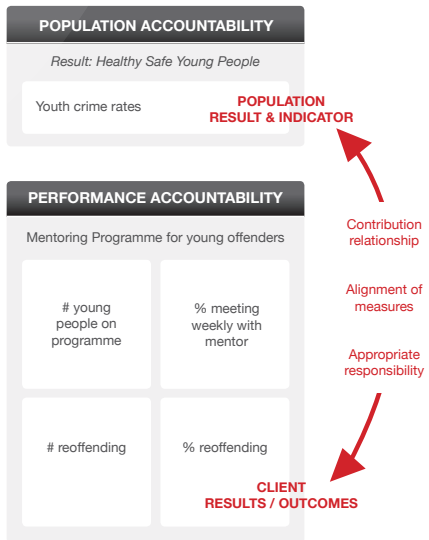 POPULATION ACCOUNTABILITY
Result: Healthy Safe Young People
Youth crime rates
POPULATION
RESULT & INDICATOR
PERFORMANCE ACCOUNTABILITY
Mentoring Programme for young offenders
# young
people on
programme
% meeting
weekly with
mentor
# reoffending
% reoffending
CLIENT
RESULTS / OUTCOMES
Contribution
relationship
Alignment of
measures
Appropriate
responsibility